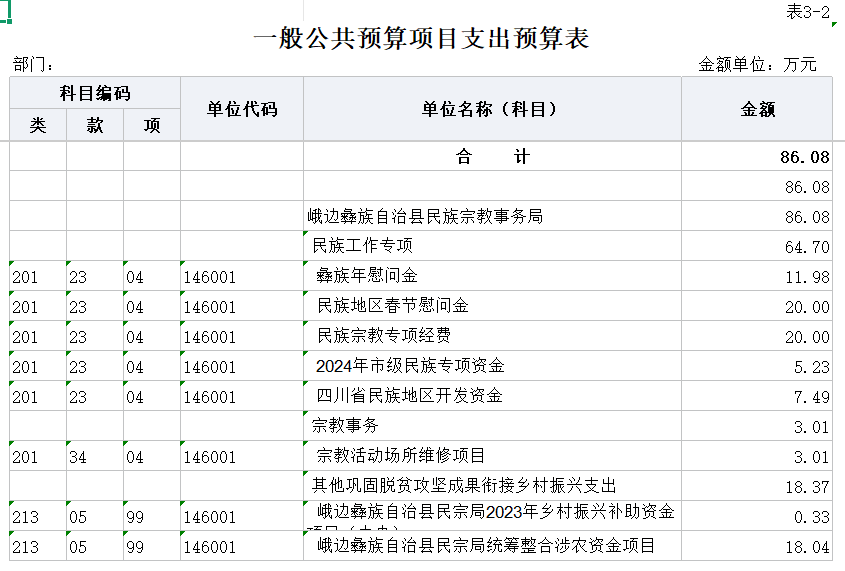 表3-2
一般公共预算项目支出预算表
部门： 金额单位：万元
科目编码 单位代码 单位名称（科目） 金额
类 款 项
合 计 86.08
86.08
峨边彝族自治县民族宗教事务局 86.08
民族工作专项 64.70
201 23 04 146001 彝族年慰问金 11.98
201 23 04 146001 民族地区春节慰问金 20.00
201 23 04 146001 民族宗教专项经费 20.00
201 23 04 146001 2024年市级民族专项资金 5.23
201 23 04 146001 四川省民族地区开发资金 7.49
宗教事务 3.01
201 34 04 146001 宗教活动场所维修项目 3.01
其他巩固脱贫攻坚成果衔接乡村振兴支出 18.37
213 05 99 146001 峨边彝族自治县民宗局2023年乡村振兴补助资金 0.33
213 05 99 146001 峨边彝族自治县民宗局统筹整合涉农资金项目 18.04